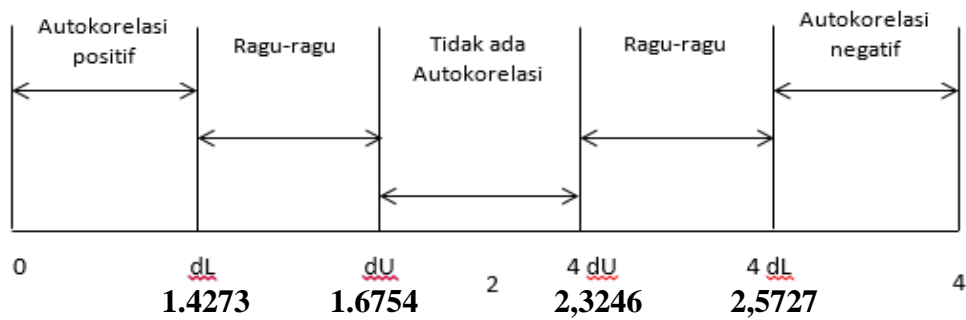 Autokorelasi
positif
Ragu-ragu
Tidak ada
Autokorelasi
Ragu-ragu
Autokorelasi
negatif
0
dL
dU
2
4 dU
4 dL
4
1.4273
1.6754
2,3246
2,5727